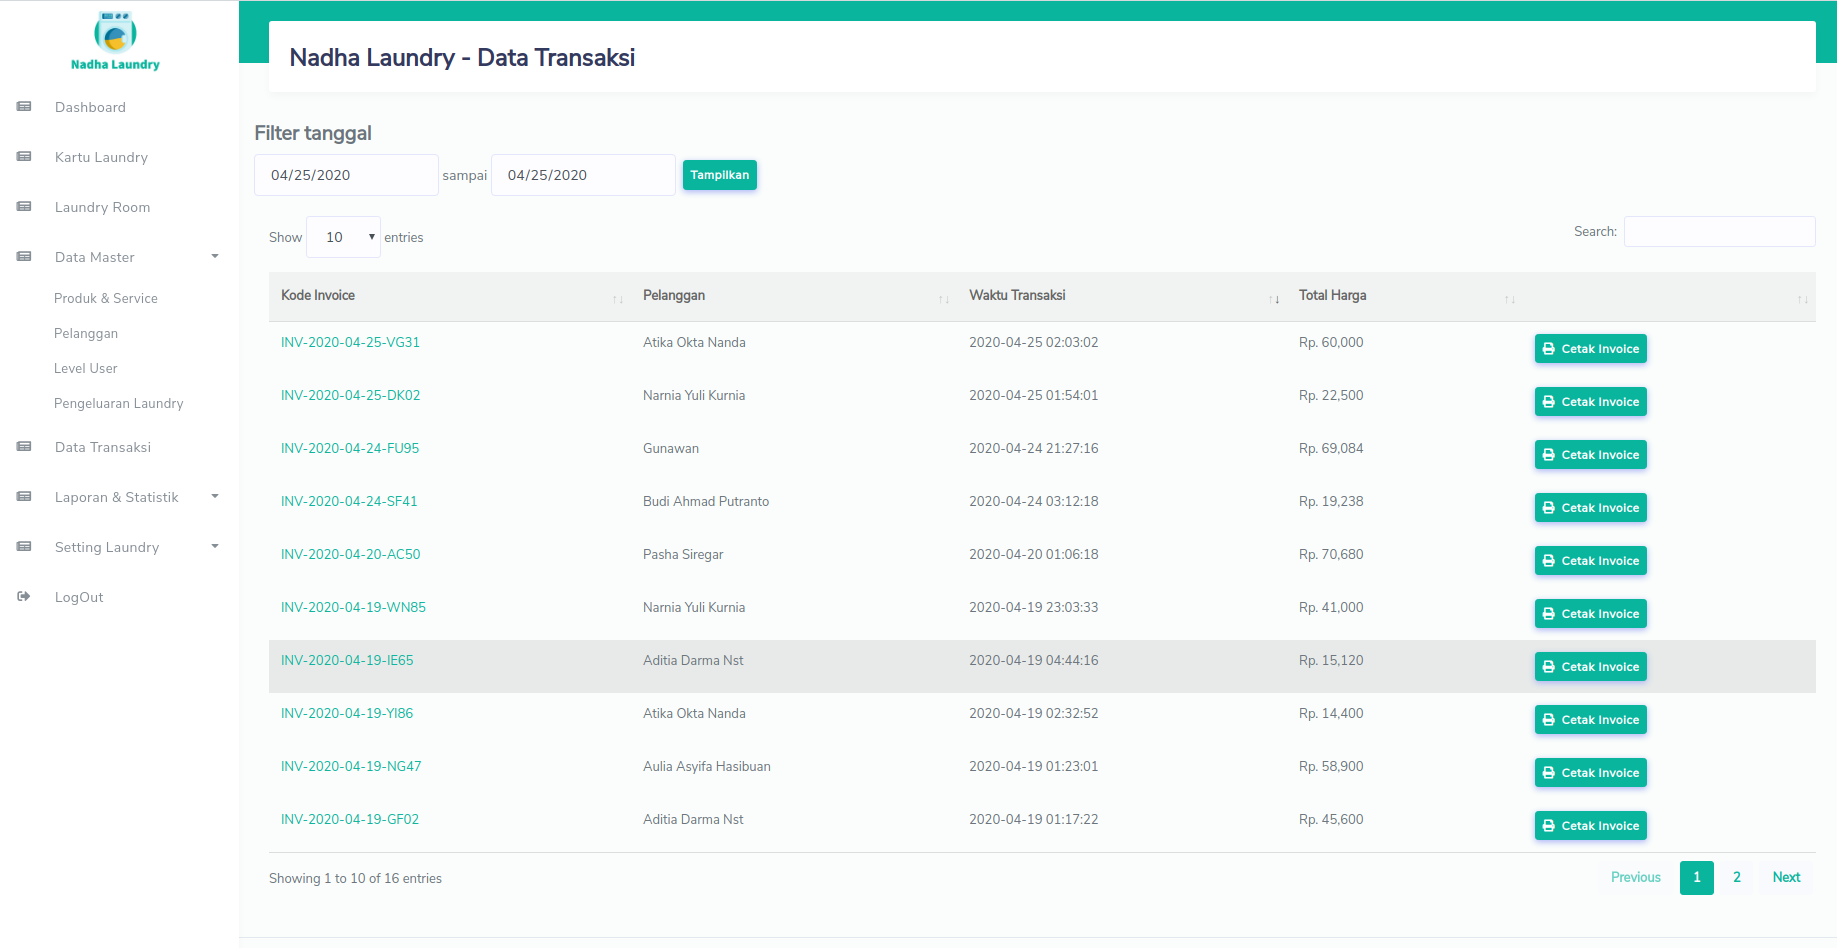 Nadha Laundry
Dashboard
Kartu Laundry
Laundry Room
Data Master
Produk & Service
Pelanggan
Level User
Pengeluaran Laundry
Data Transaksi
Laporan & Statistik
Setting Laundry
LogOut
Nadha Laundry - Data Transaksi
Filter tanggal
04/25/2020 sampai 04/25/2020 Tampilkan
Show 10 entries Search:
Kode Invoice Pelanggan Waktu Transaksi Total Harga
INV-2020-04-25-VG31 Atika Okta Nanda 2020-04-25 02:03:02 Rp. 60,000 Cetak Invoice
INV-2020-04-25-DK02 Narnia Yuli Kurnia 2020-04-25 01:54:01 Rp. 22,500 Cetak Invoice
INV-2020-04-24-FU95 Gunawan 2020-04-24 21:27:16 Rp. 69,084 Cetak Invoice
INV-2020-04-24-SF41 Budi Ahmad Putranto 2020-04-24 03:12:18 Rp. 19,238 Cetak Invoice
INV-2020-04-20-AC50 Pasha Siregar 2020-04-20 01:06:18 Rp. 70,680 Cetak Invoice
INV-2020-04-19-WN85 Narnia Yuli Kurnia 2020-04-19 23:03:33 Rp. 41,000 Cetak Invoice
INV-2020-04-19-IE65 Aditia Darma Nst 2020-04-19 04:44:16 Rp. 15,120 Cetak Invoice
INV-2020-04-19-YI86 Atika Okta Nanda 2020-04-19 02:32:52 Rp. 14,400 Cetak Invoice
INV-2020-04-19-NG47 Aulia Asyifa Hasibuan 2020-04-19 01:23:01 Rp. 58,900 Cetak Invoice
INV-2020-04-19-GF02 Aditia Darma Nst 2020-04-19 01:17:22 Rp. 45,600 Cetak Invoice
Showing 1 to 10 of 16 entries Previous 1 2 Next